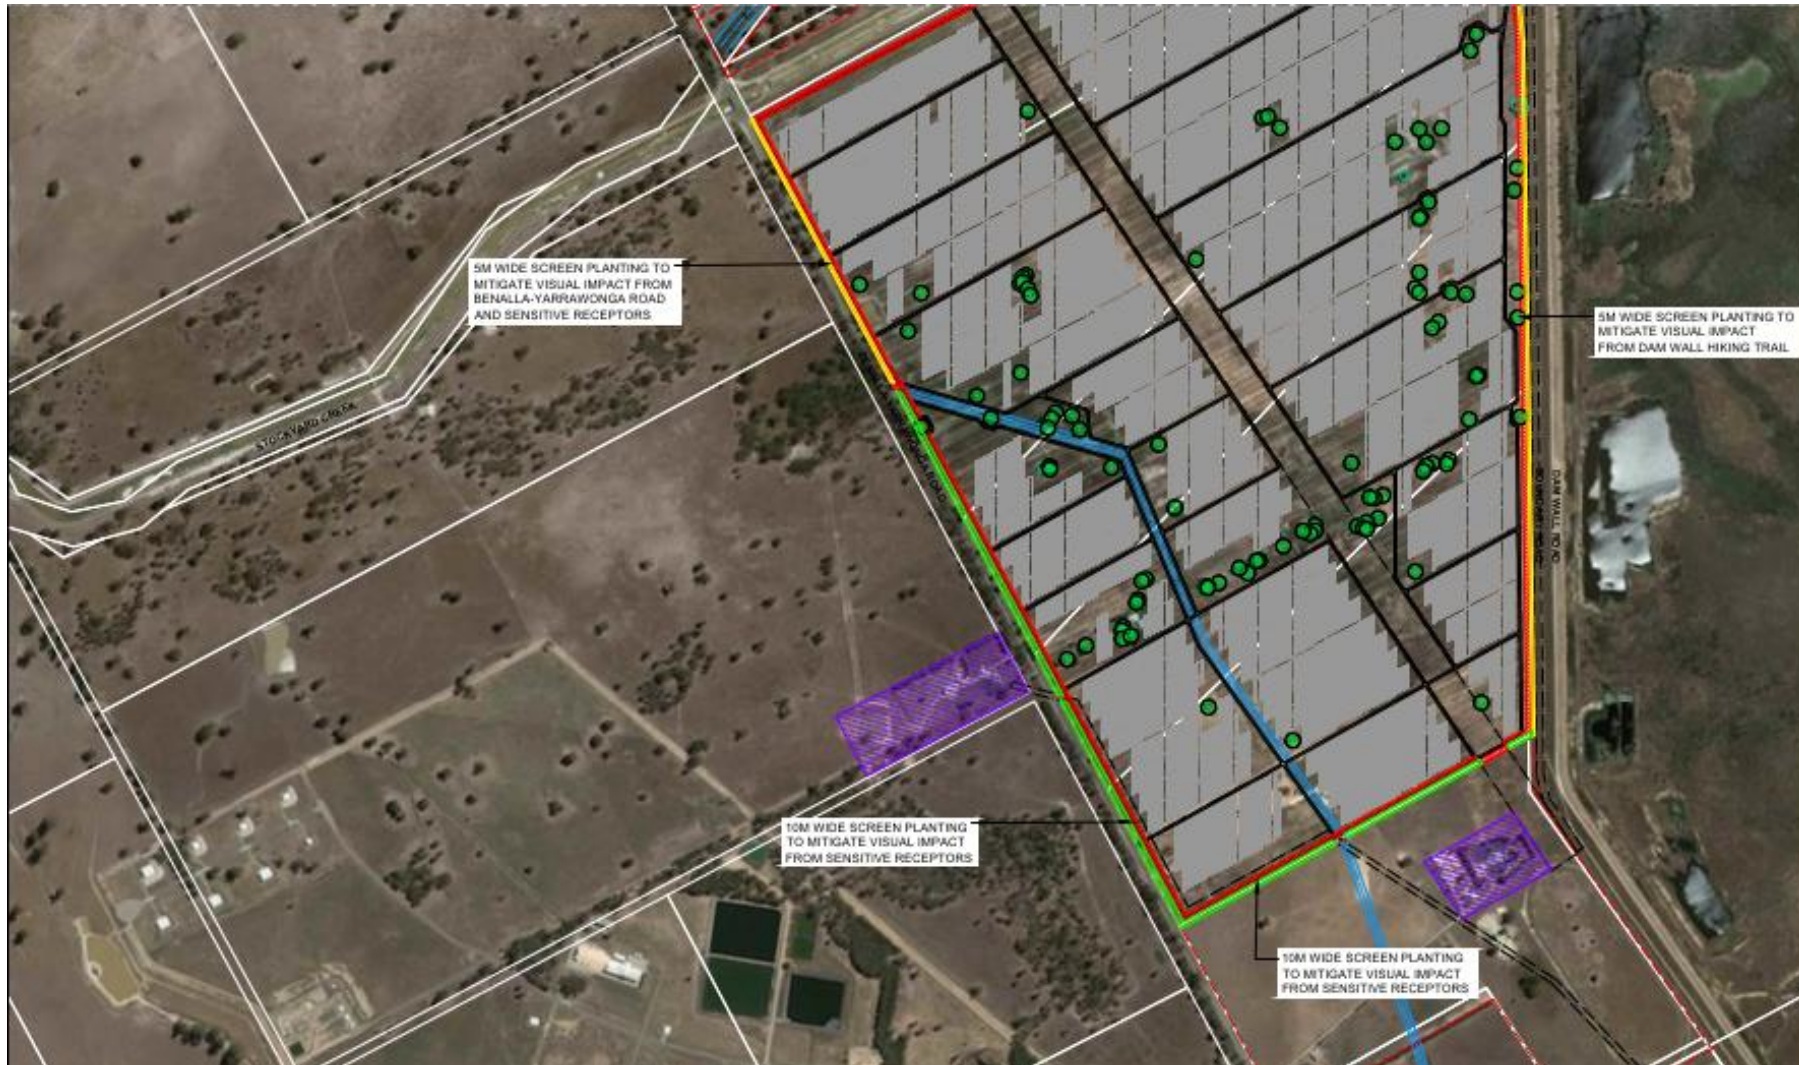 5M WIDE SCREEN PLANTING TO
MITIGATE VISUAL IMPACT FROM
BENALLA-YARRAWONGA ROAD
AND SENSITIVE RECEPTORS
5M WIDE SCREEN PLANTING TO
MITIGATE VISUAL IMPACT
FROM DAM WALL HIKING TRAIL
STOCKYARD CREEK
DAM WALL ROAD
10M WIDE SCREEN PLANTING
TO MITIGATE VISUAL IMPACT
FROM SENSITIVE RECEPTORS
10M WIDE SCREEN PLANTING
TO MITIGATE VISUAL IMPACT
FROM SENSITIVE RECEPTORS